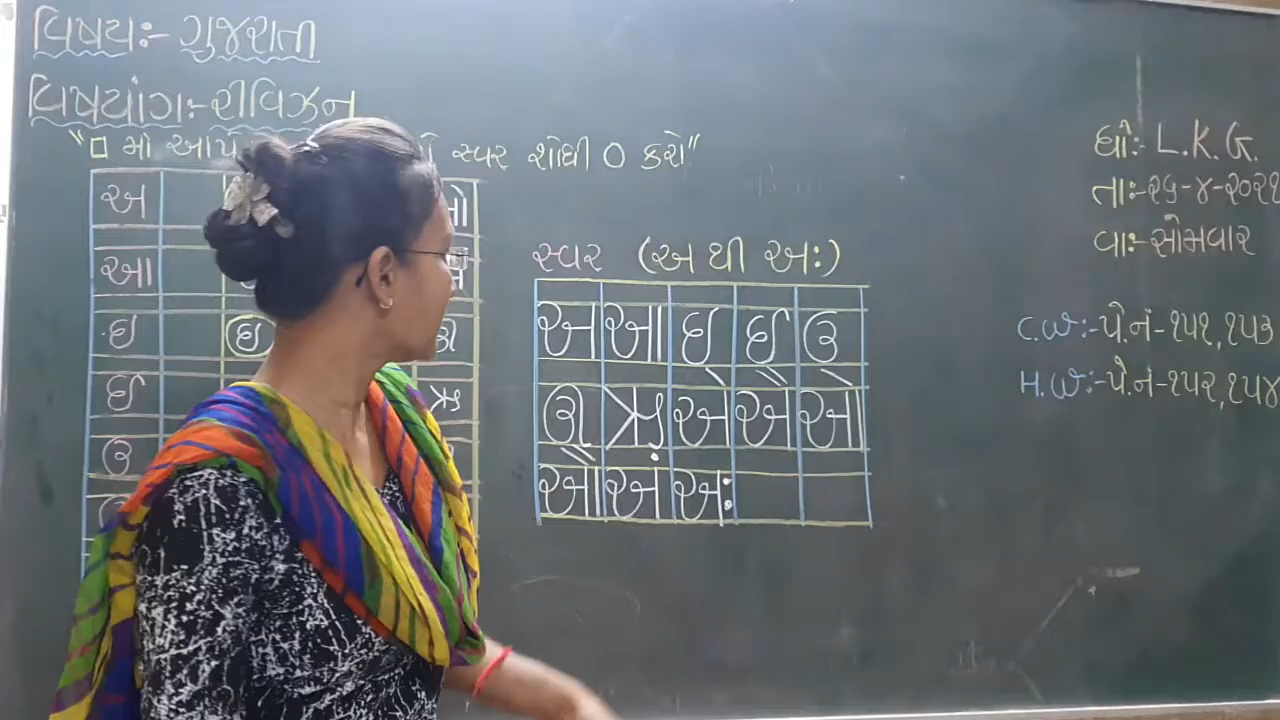 વિષય:- ગુજરાતી
વિષયાંગ:- રીવિઝન
"□ માં સ્વર શોધી O કરો"
અ
આ
ઇ ઇ
ઈ ઋ
ઉ
સ્વર (અ થી અઃ)
અ આ ઇ ઈ ઉ
ઊ ઋ એ ઐ ઓ
ઔ અં અઃ
ધો:- L.K.G.
તા:-૨૬-૪-૨૦૨૧
વા:-સોમવાર
C.W:-પે.નં-૧૫૧,૧૫૩
H.W:-પે.નં-૧૫૨,૧૫૪